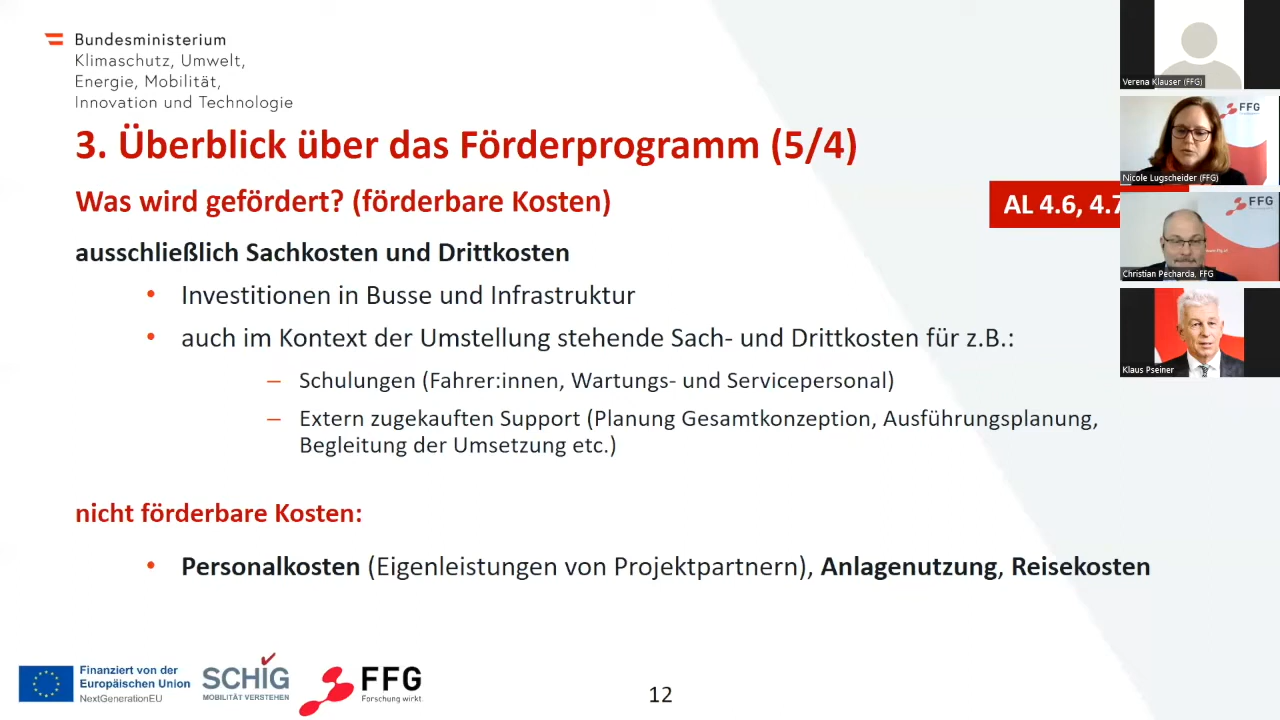 Bundesministerium
Klimaschutz, Umwelt,
Energie, Mobilität,
Innovation und Technologie
3. Überblick über das Förderprogramm (5/4)
Was wird gefördert? (förderbare Kosten)
AL 4.6, 4.7
ausschließlich Sachkosten und Drittkosten
• Investitionen in Busse und Infrastruktur
• auch im Kontext der Umstellung stehende Sach- und Drittkosten für z.B.:
– Schulungen (Fahrer:innen, Wartungs- und Servicepersonal)
– Extern zugekauften Support (Planung Gesamtkonzeption, Ausführungsplanung,
Begleitung der Umsetzung etc.)
nicht förderbare Kosten:
• Personalkosten (Eigenleistungen von Projektpartnern), Anlagenutzung, Reisekosten
Finanziert von der
Europäischen Union
NextGenerationEU
SCHIG
MOBILITÄT VERSTEHEN
FFG
Forschung wirkt.
12
Verena Klauser (FFG)
FFG
Nicole Lugscheider (FFG)
FFG
Christian Pecharda, FFG
Klaus Pseiner